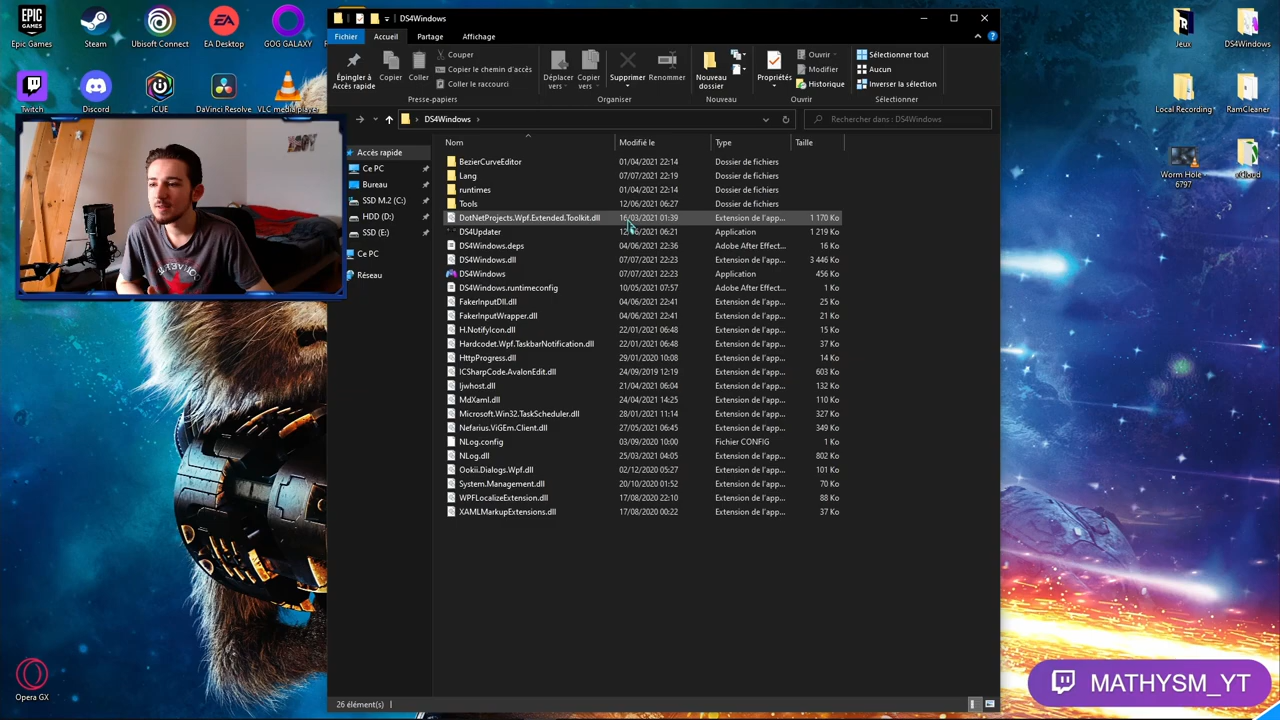 DS4Windows
Fichier Accueil Partage Affichage
Épingler à Accès rapide
Copier
Coller
Couper
Copier le chemin d'accès
Coller le raccourci
Presse-papiers
Déplacer vers
Copier vers
Supprimer
Renommer
Organiser
Nouveau dossier
Nouveau
Propriétés
Ouvrir
Modifier
Historique
Ouvrir
Sélectionner tout
Aucun
Inverser la sélection
Sélectionner
DS4Windows
Rechercher dans : DS4Windows
Accès rapide
Ce PC
Bureau
SSD M.2 (C:)
HDD (D:)
SSD (E:)
Ce PC
Réseau
Nom Modifié le Type Taille
BezierCurveEditor 01/04/2021 22:14 Dossier de fichiers
Lang 07/07/2021 22:19 Dossier de fichiers
runtimes 01/04/2021 22:14 Dossier de fichiers
Tools 12/06/2021 06:27 Dossier de fichiers
DotNetProjects.Wpf.Extended.Toolkit.dll 16/03/2021 01:39 Extension de l'app... 1 170 Ko
DS4Updater 06:21 Application 1 219 Ko
DS4Windows.deps 04/06/2021 22:36 Adobe After Effect... 16 Ko
DS4Windows.dll 07/07/2021 22:23 Extension de l'app... 3 446 Ko
DS4Windows 07/07/2021 22:23 Application 456 Ko
DS4Windows.runtimeconfig 10/05/2021 07:57 Adobe After Effect... 1 Ko
FakerInputDll.dll 04/06/2021 22:41 Extension de l'app... 25 Ko
FakerInputWrapper.dll 04/06/2021 22:41 Extension de l'app... 21 Ko
H.NotifyIcon.dll 22/01/2021 06:48 Extension de l'app... 15 Ko
Hardcodet.Wpf.TaskbarNotification.dll 22/01/2021 06:48 Extension de l'app... 37 Ko
HttpProgress.dll 29/01/2020 10:08 Extension de l'app... 14 Ko
ICSharpCode.AvalonEdit.dll 24/09/2019 12:19 Extension de l'app... 603 Ko
Ijwhost.dll 21/04/2021 06:04 Extension de l'app... 132 Ko
MdXaml.dll 24/04/2021 14:25 Extension de l'app... 110 Ko
Microsoft.Win32.TaskScheduler.dll 28/01/2021 11:14 Extension de l'app... 327 Ko
Nefarius.ViGEm.Client.dll 27/05/2021 06:45 Extension de l'app... 349 Ko
NLog.config 03/09/2020 10:00 Fichier CONFIG 1 Ko
NLog.dll 25/03/2021 04:05 Extension de l'app... 802 Ko
Ookii.Dialogs.Wpf.dll 02/12/2020 05:27 Extension de l'app... 101 Ko
System.Management.dll 20/10/2020 01:52 Extension de l'app... 70 Ko
WPFLocalizeExtension.dll 17/08/2020 22:10 Extension de l'app... 88 Ko
XAMLMarkupExtensions.dll 17/08/2020 00:22 Extension de l'app... 37 Ko
26 élément(s)
Epic Games
Steam
Ubisoft Connect
EA
EA Desktop
GOG GALAXY
Twitch
Discord
iCUE
DaVinci Resolve
VLC media player
Opera GX
Jeux
DS4Windows
Local Recording
RamCleaner
Worm Hole - 6797
MATHYSM_YT